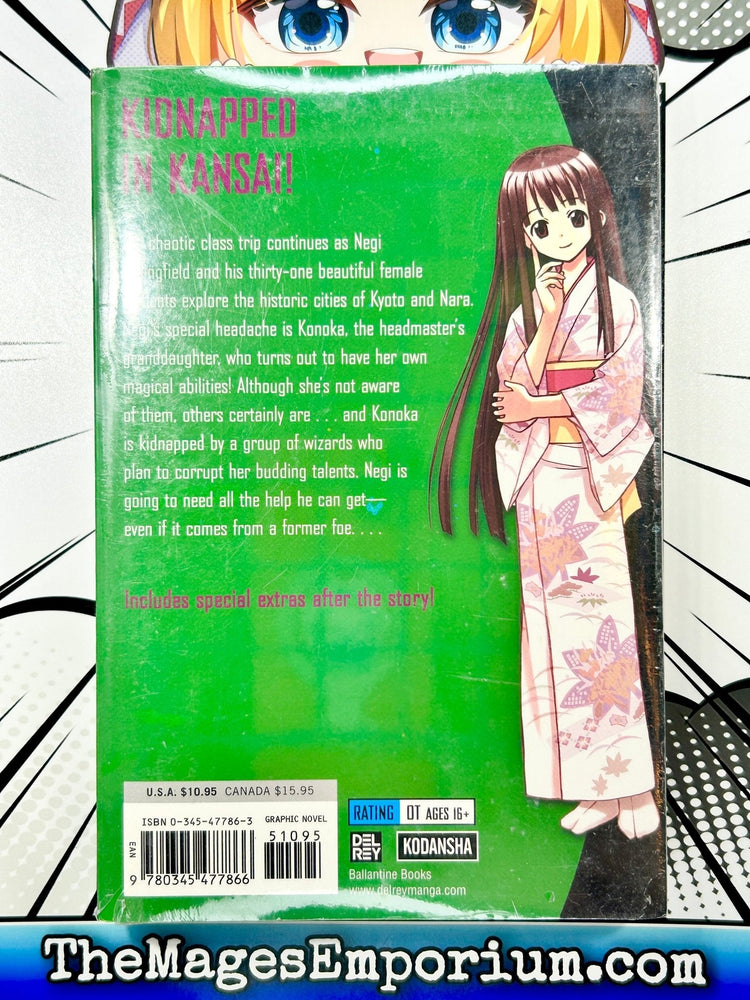 KIDNAPPED
IN KANSAI!
chaotic class trip continues as Negi
and his thirty-one beautiful female
explore the historic cities of Kyoto and Nara.
Negi's special headache is Konoka, the headmaster's
granddaughter, who turns out to have her own
magical abilities! Although she's not aware
of them, others certainly are . . . and Konoka
is kidnapped by a group of wizards who
plan to corrupt her budding talents. Negi is
going to need all the help he can get—
even if it comes from a former foe. . . .
Includes special extras after the story!
U.S.A. $10.95 CANADA $15.95
ISBN 0-345-47786-3 GRAPHIC NOVEL
51095
EAN
9 780345 477866
RATING OT AGES 16+
DEL REY KODANSHA
Ballantine Books
www.delreymanga.com
TheMagesEmporium.com